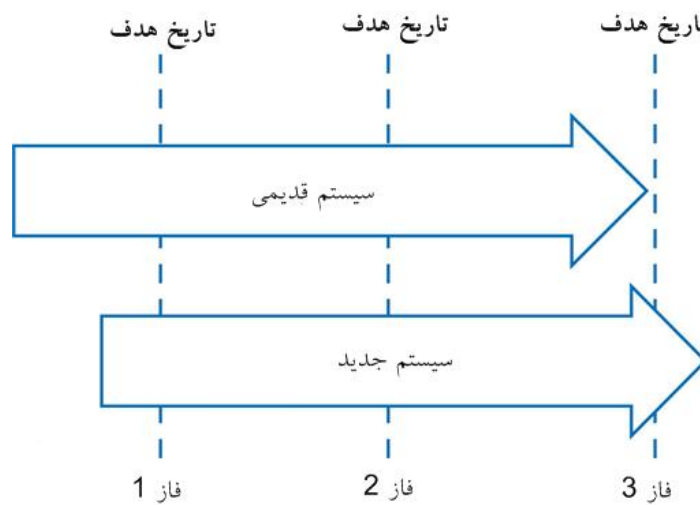 تاریخ هدف
تاریخ هدف
تاریخ هدف
سیستم قدیمی
سیستم جدید
فاز 1
فاز 2
فاز 3